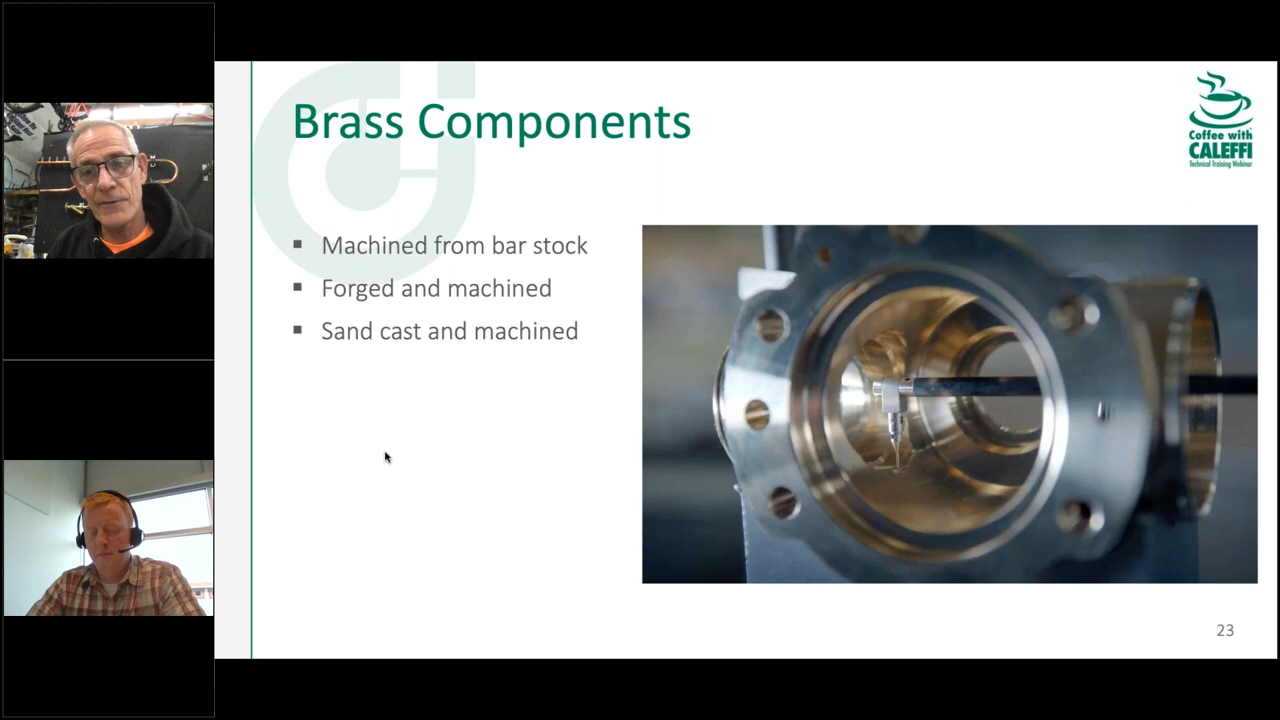 Brass Components
Coffee with
CALEFFI
Technical Training Webinar
▪ Machined from bar stock
▪ Forged and machined
▪ Sand cast and machined
23